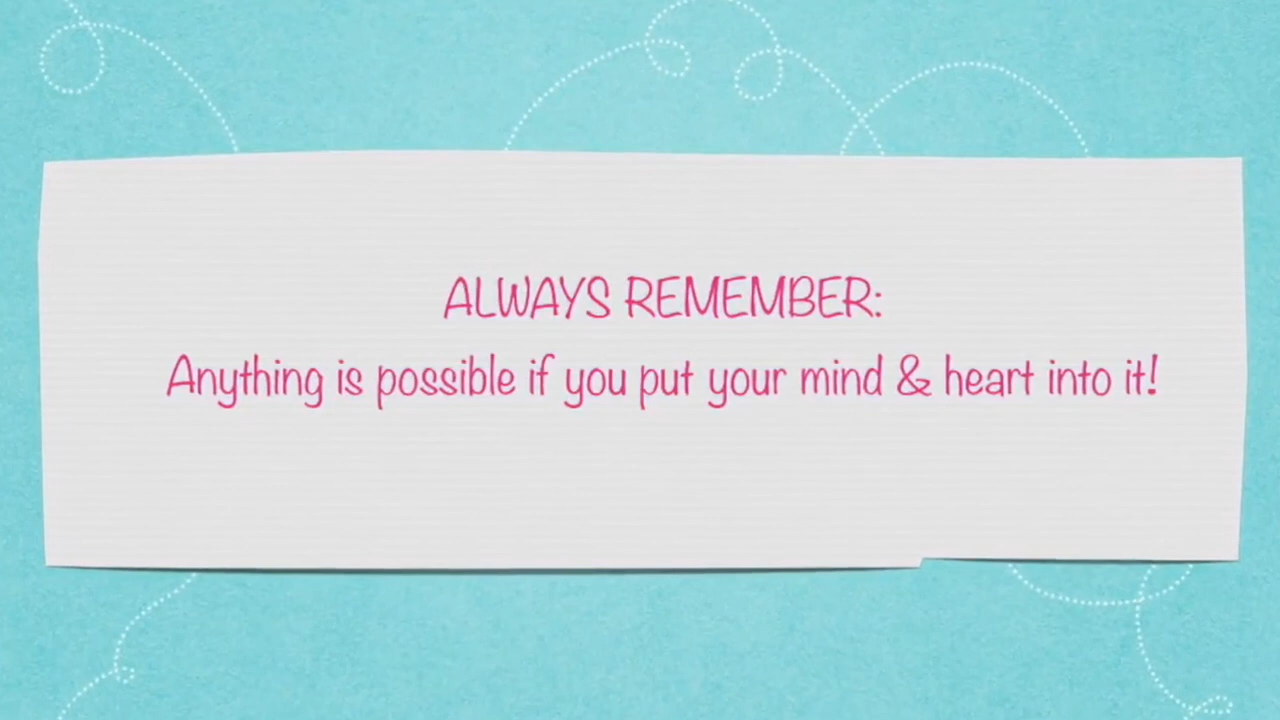 ALWAYS REMEMBER:
Anything is possible if you put your mind & heart into it!